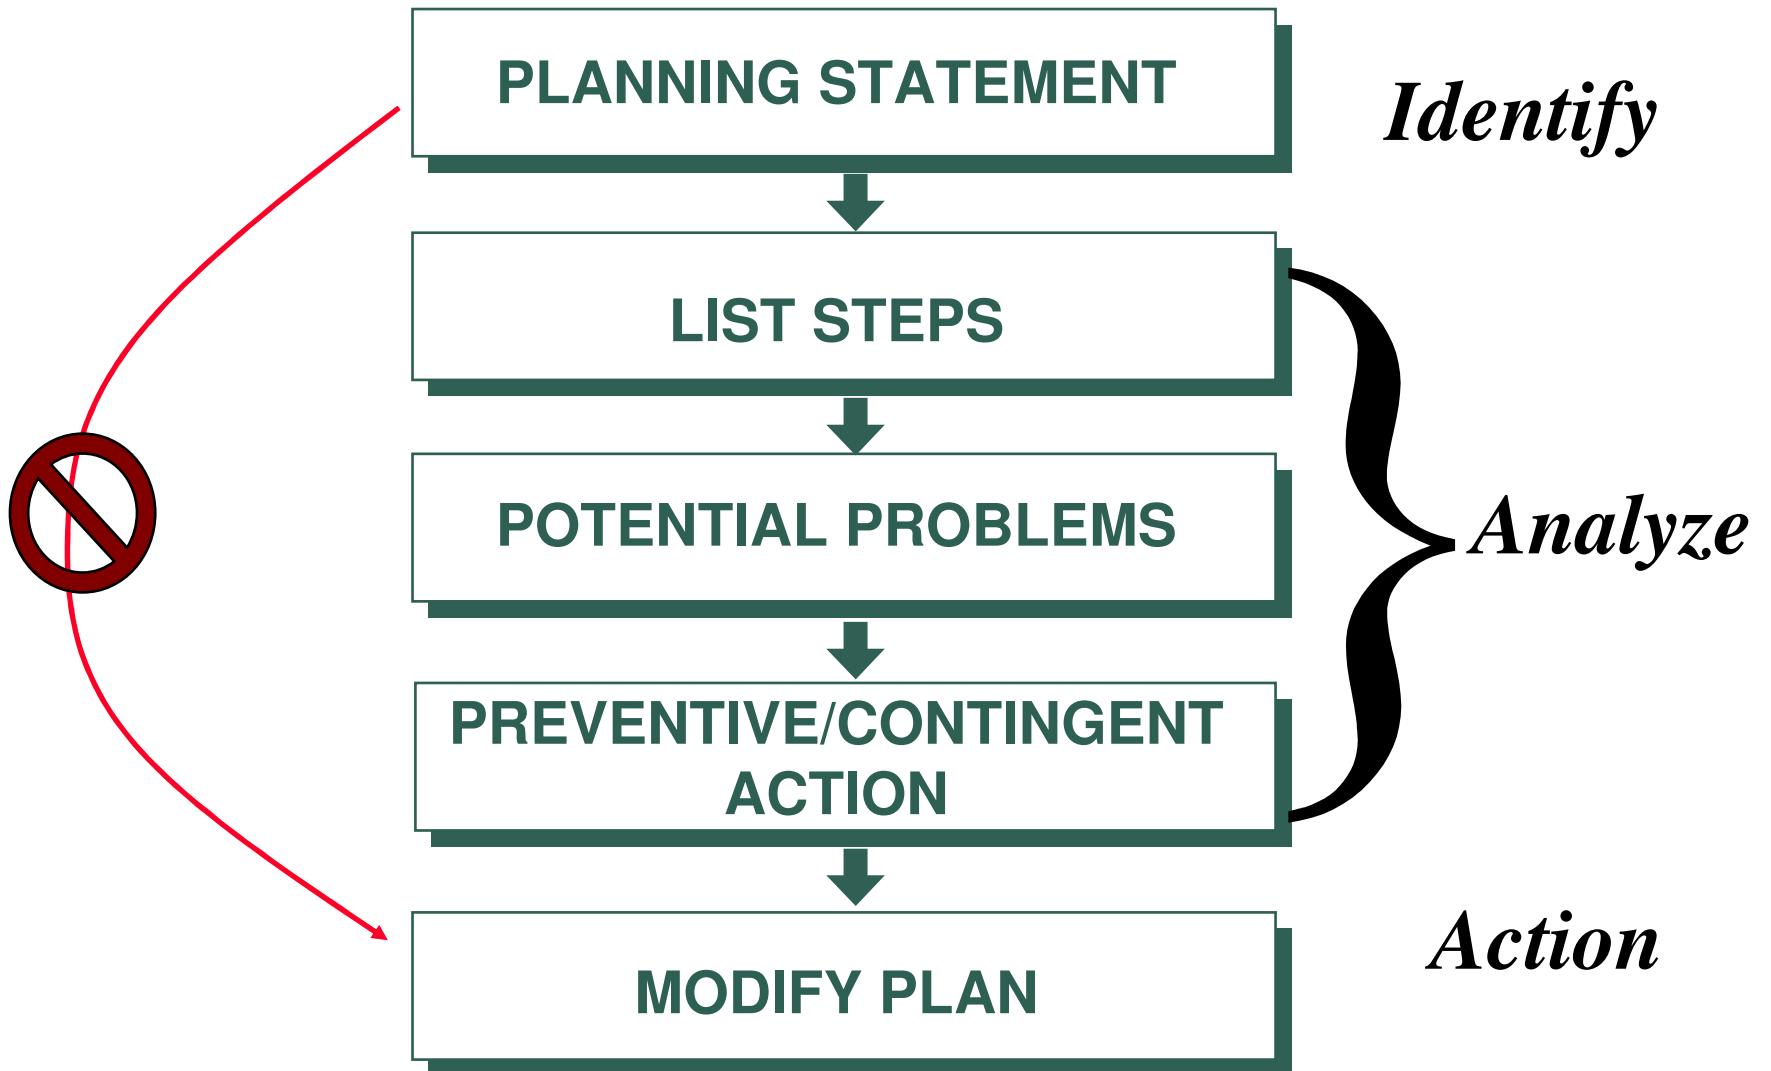 PLANNING STATEMENT
Identify
LIST STEPS
POTENTIAL PROBLEMS
Analyze
PREVENTIVE/CONTINGENT
ACTION
Action
MODIFY PLAN